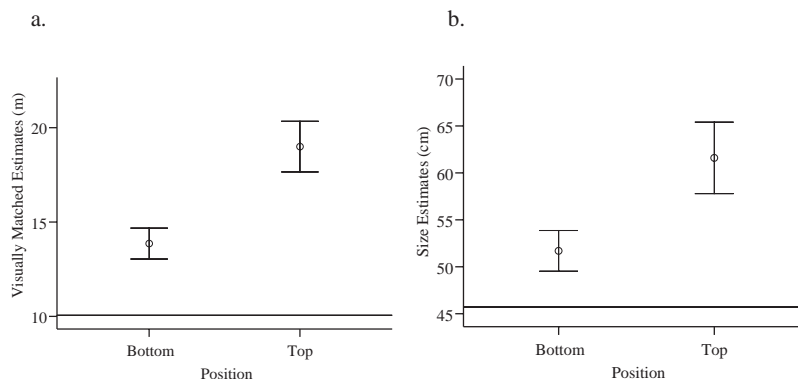 a.
Visually Matched Estimates (m)
20
15
10
Bottom
Top
Position
b.
Size Estimates (cm)
70
65
60
55
50
45
Bottom
Top
Position